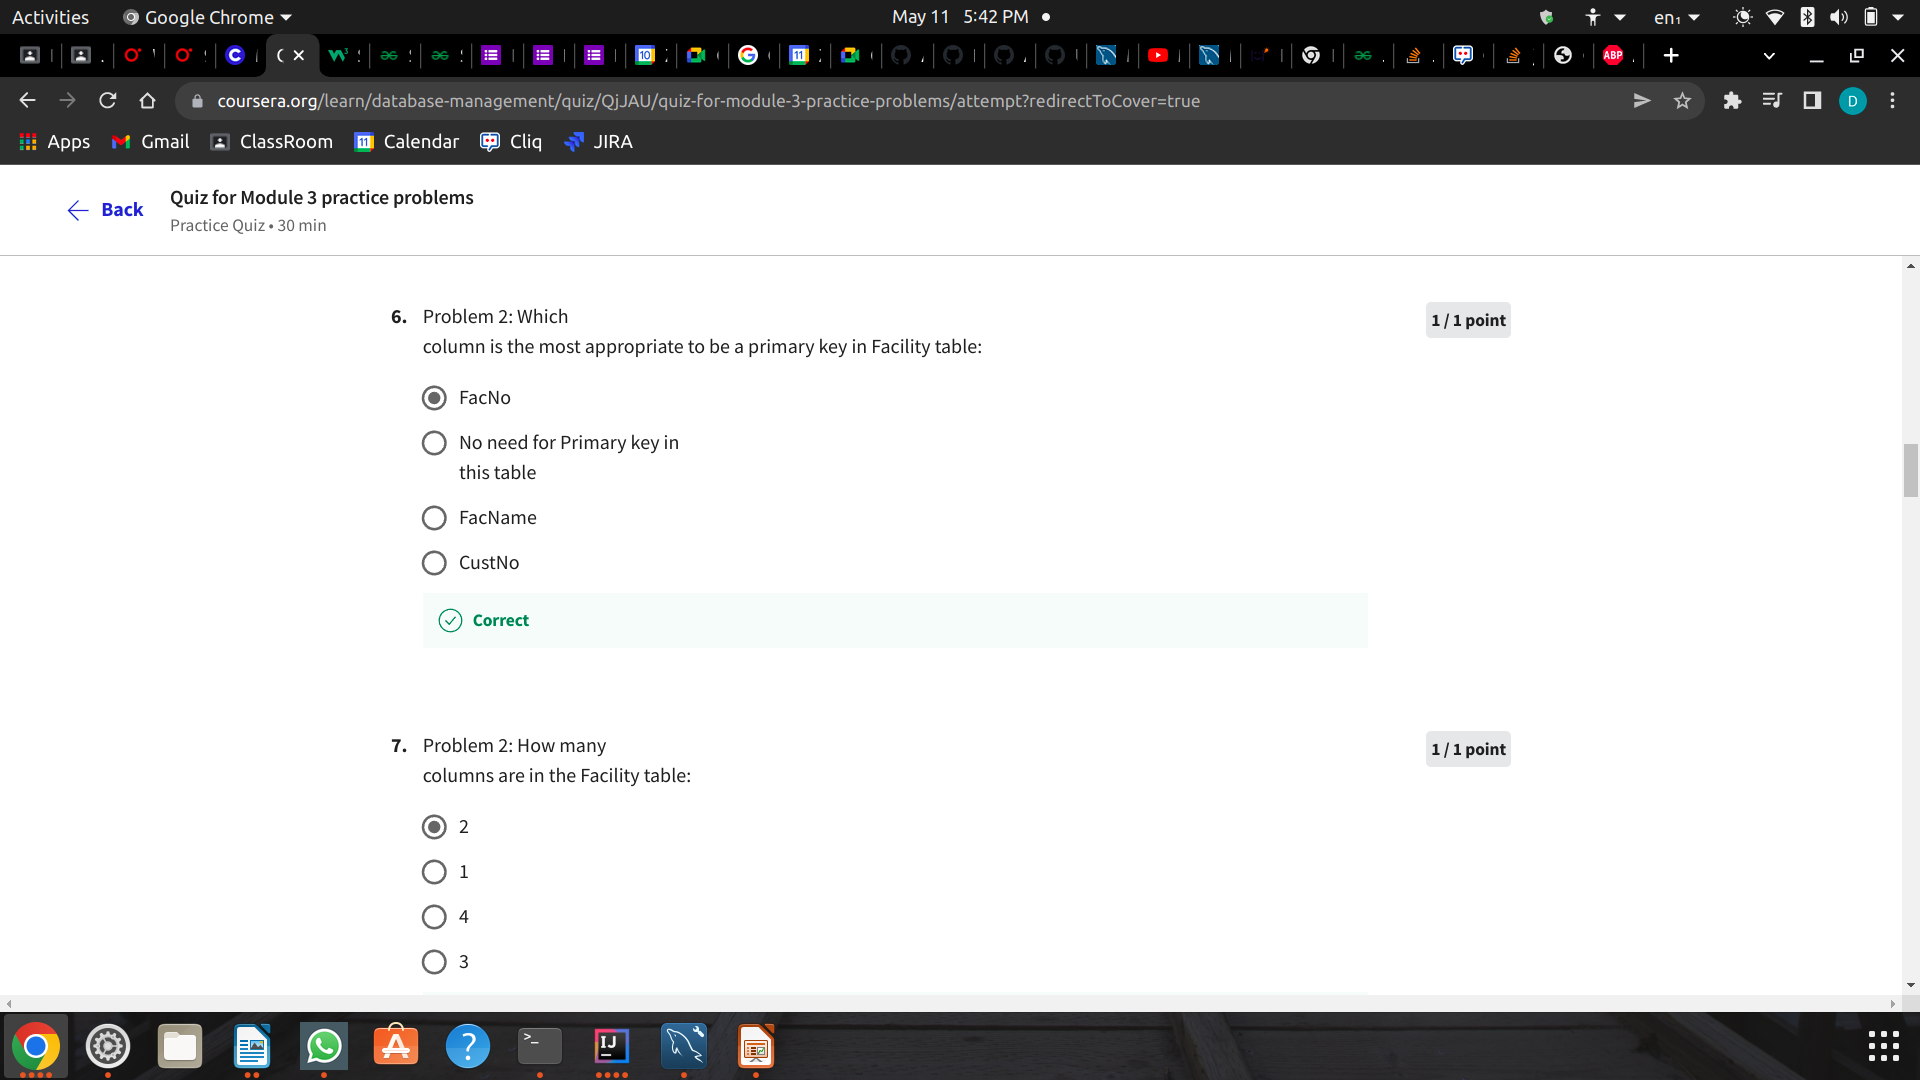 Activities
Google Chrome
May 11 5:42 PM
en₁
coursera.org/learn/database-management/quiz/QjJAU/quiz-for-module-3-practice-problems/attempt?redirectToCover=true
D
Apps
Gmail
ClassRoom
Calendar
Cliq
JIRA
Back
Quiz for Module 3 practice problems
Practice Quiz • 30 min
6. Problem 2: Which
column is the most appropriate to be a primary key in Facility table:
1 / 1 point
FacNo
No need for Primary key in
this table
FacName
CustNo
Correct
7. Problem 2: How many
columns are in the Facility table:
1 / 1 point
2
1
4
3